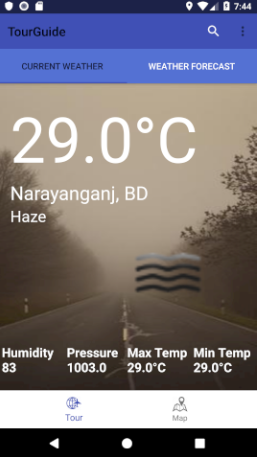 7:44
TourGuide
CURRENT WEATHER WEATHER FORECAST
29.0°C
Narayanganj, BD
Haze
Humidity Pressure Max Temp Min Temp
83 1003.0 29.0°C 29.0°C
Tour Map